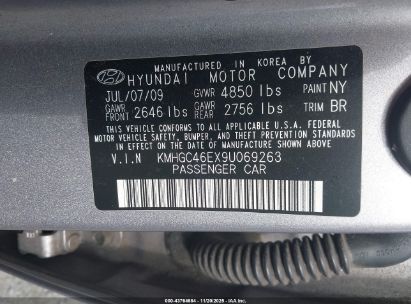 MANUFACTURED IN KOREA BY
HYUNDAI MOTOR COMPANY
JUL/07/09 GVWR 4850 lbs PAINT NY
GAWR FRONT 2646 lbs GAWR REAR 2756 lbs TRIM BR
THIS VEHICLE CONFORMS TO ALL APPLICABLE U.S.A. FEDERAL
MOTOR VEHICLE SAFETY, BUMPER, AND THEFT PREVENTION
STANDARDS IN EFFECT ON THE DATE OF MANUFACTURE SHOWN ABOVE.
V.I.N KMHGC46EX9U069263
PASSENGER CAR